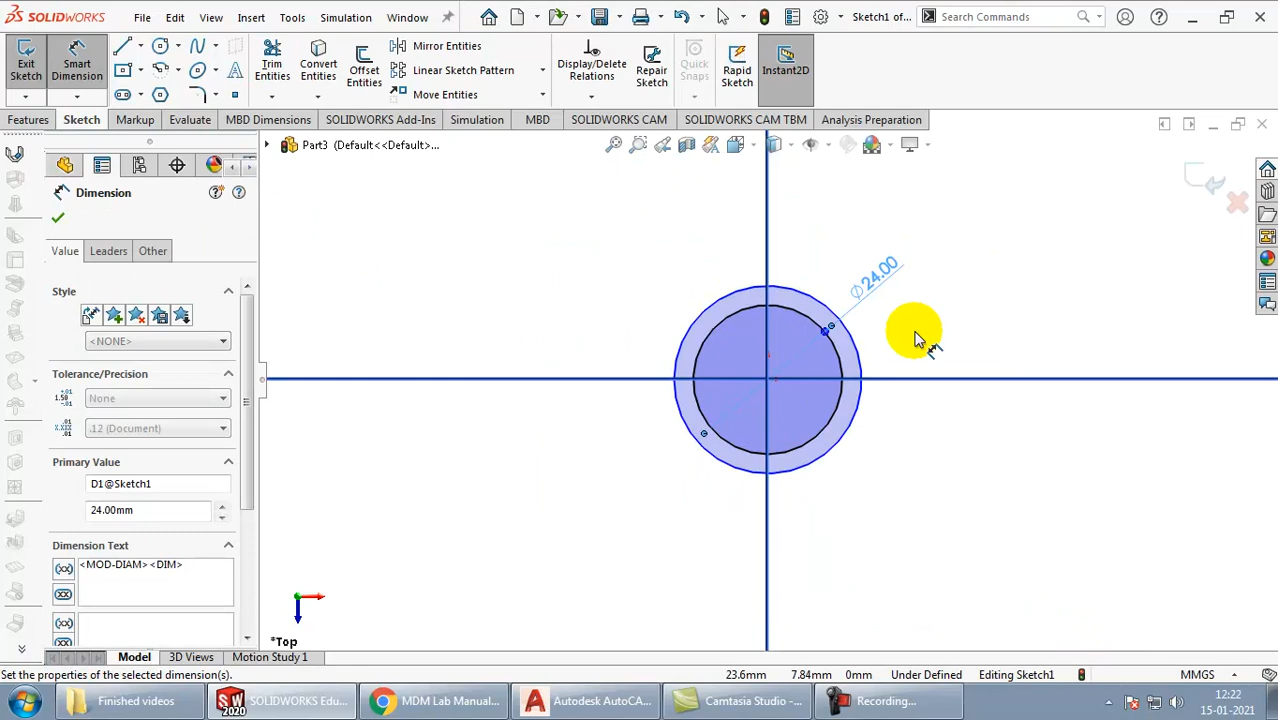 SOLIDWORKS File Edit View Insert Tools Simulation Window Sketch1 of... Search Commands
Exit Sketch
Smart Dimension
Trim Entities
Convert Entities
Offset Entities
Mirror Entities
Linear Sketch Pattern
Move Entities
Display/Delete Relations
Repair Sketch
Quick Snaps
Rapid Sketch
Instant2D
Features Sketch Markup Evaluate MBD Dimensions SOLIDWORKS Add-Ins Simulation MBD SOLIDWORKS CAM SOLIDWORKS CAM TBM Analysis Preparation
Part3 (Default<<Default>...
Dimension
Value Leaders Other
Style
<NONE>
Tolerance/Precision
None
.12 (Document)
Primary Value
D1@Sketch1
24.00mm
Dimension Text
<MOD-DIAM><DIM>
∅24.00
*Top
Model 3D Views Motion Study 1
Set the properties of the selected dimension(s). 23.6mm 7.84mm 0mm Under Defined Editing Sketch1 MMGS
Finished videos SOLIDWORKS Edu... MDM Lab Manual... Autodesk AutoCA... Camtasia Studio -... Recording...
12:22
15-01-2021